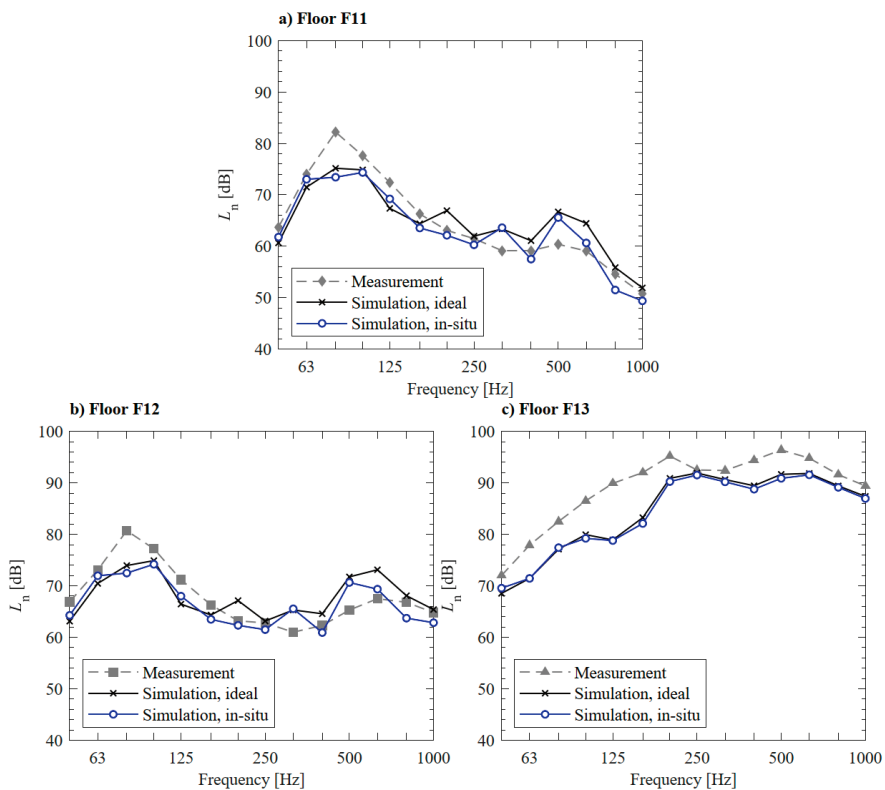 a) Floor F11
100
90
80
70
60
50
40
Lₙ [dB]
Measurement
Simulation, ideal
Simulation, in-situ
63 125 250 500 1000
Frequency [Hz]
b) Floor F12
100
90
80
70
60
50
40
Lₙ [dB]
Measurement
Simulation, ideal
Simulation, in-situ
63 125 250 500 1000
Frequency [Hz]
c) Floor F13
100
90
80
70
60
50
40
Lₙ [dB]
Measurement
Simulation, ideal
Simulation, in-situ
63 125 250 500 1000
Frequency [Hz]